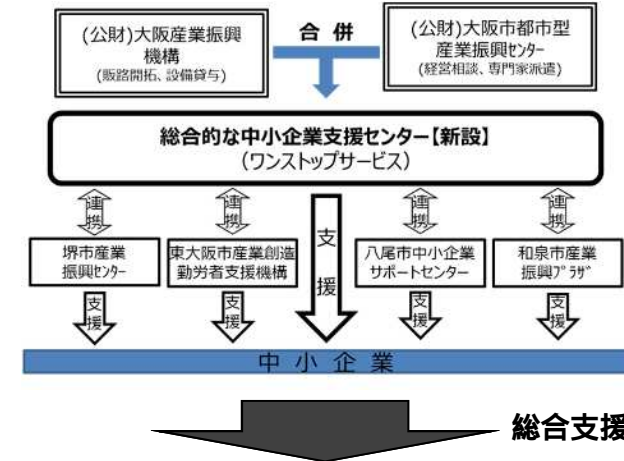 (公財)大阪産業振興
機構
(販路開拓、設備貸与)
合 併
(公財)大阪市都市型
産業振興ｾﾝﾀｰ
(経営相談、専門家派遣)
総合的な中小企業支援センター【新設】
(ワンストップサービス)
連携
連携
支援
連携
連携
堺市産業
振興ｾﾝﾀｰ
東大阪市産業創造
勤労者支援機構
八尾市中小企業
サポートセンター
和泉市産業
振興ﾌﾟﾗｻﾞ
支援
支援
支援
支援
中 小 企 業
総合支援